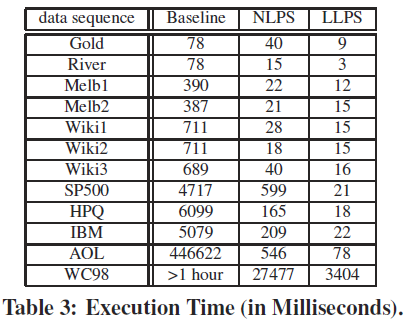 data sequence Baseline NLPS LLPS
Gold 78 40 9
River 78 15 3
Melb1 390 22 12
Melb2 387 21 15
Wiki1 711 28 15
Wiki2 711 18 15
Wiki3 689 40 16
SP500 4717 599 21
HPQ 6099 165 18
IBM 5079 209 22
AOL 446622 546 78
WC98 >1 hour 27477 3404
Table 3: Execution Time (in Milliseconds).